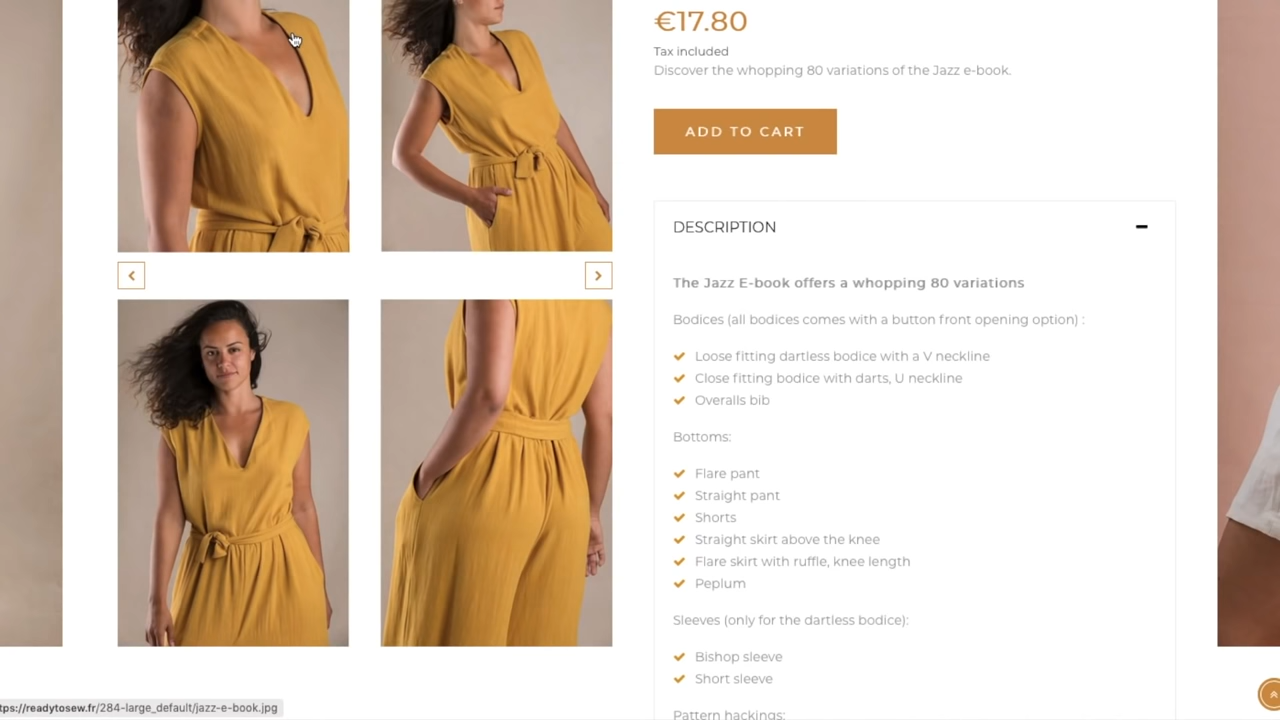 €17.80
Tax included
Discover the whopping 80 variations of the Jazz e-book.
ADD TO CART
DESCRIPTION
The Jazz E-book offers a whopping 80 variations
Bodices (all bodices comes with a button front opening option) :
Loose fitting dartless bodice with a V neckline
Close fitting bodice with darts, U neckline
Overalls bib
Bottoms:
Flare pant
Straight pant
Shorts
Straight skirt above the knee
Flare skirt with ruffle, knee length
Peplum
Sleeves (only for the dartless bodice):
Bishop sleeve
Short sleeve
Pattern hackings:
tps://readytosew.fr/284-large_default/jazz-e-book.jpg